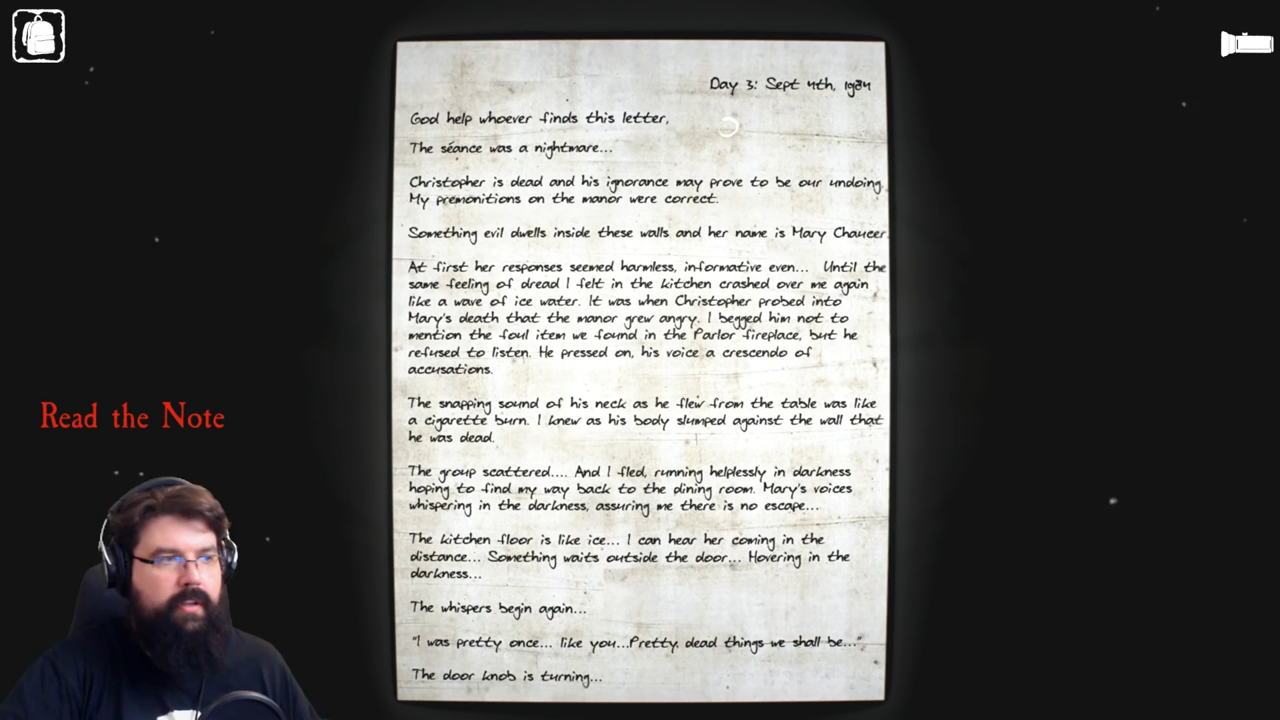 Day 3: Sept 4th, 1984
God help whoever finds this letter,
The séance was a nightmare...
Christopher is dead and his ignorance may prove to be our undoing.
My premonitions on the manor were correct.
Something evil dwells inside these walls and her name is Mary Chaucer.
At first her responses seemed harmless, informative even... Until the
same feeling of dread I felt in the kitchen crashed over me again
like a wave of ice water. It was when Christopher probed into
Mary's death that the manor grew angry. I begged him not to
mention the foul item we found in the Parlor fireplace, but he
refused to listen. He pressed on, his voice a crescendo of
accusations.
The snapping sound of his neck as he flew from the table was like
a cigarette burn. I knew as his body slumped against the wall that
he was dead.
The group scattered.... And I fled, running helplessly in darkness
hoping to find my way back to the dining room. Mary's voices
whispering in the darkness, assuring me there is no escape...
The kitchen floor is like ice... I can hear her coming in the
distance... Something waits outside the door... Hovering in the
darkness...
The whispers begin again...
"I was pretty once... like you...Pretty dead things we shall be..."
The door knob is turning...
Read the Note